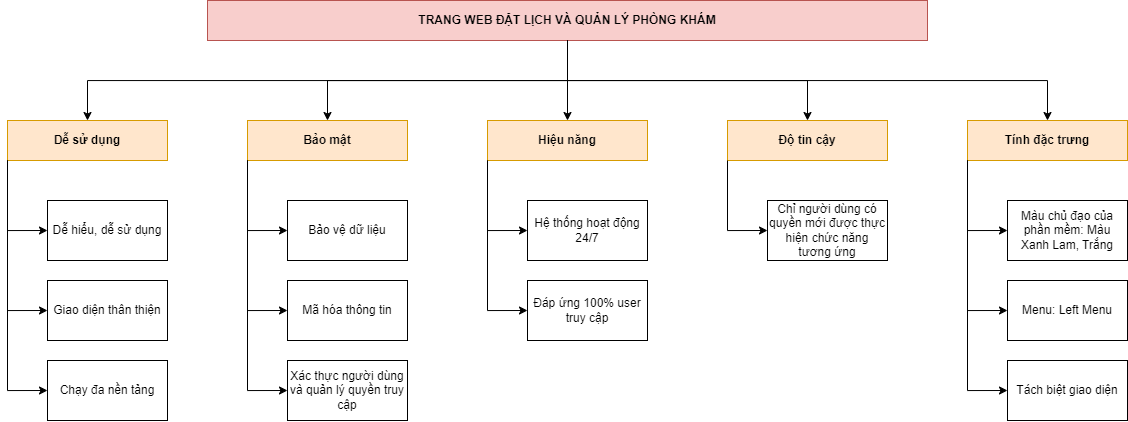 TRANG WEB ĐẶT LỊCH VÀ QUẢN LÝ PHÒNG KHÁM
Dễ sử dụng
Bảo mật
Hiệu năng
Độ tin cậy
Tính đặc trưng
Dễ hiểu, dễ sử dụng
Giao diện thân thiện
Chạy đa nền tảng
Bảo vệ dữ liệu
Mã hóa thông tin
Xác thực người dùng
và quản lý quyền truy
cập
Hệ thống hoạt động
24/7
Đáp ứng 100% user
truy cập
Chỉ người dùng có
quyền mới được thực
hiện chức năng
tương ứng
Màu chủ đạo của
phần mềm: Màu
Xanh Lam, Trắng
Menu: Left Menu
Tách biệt giao diện